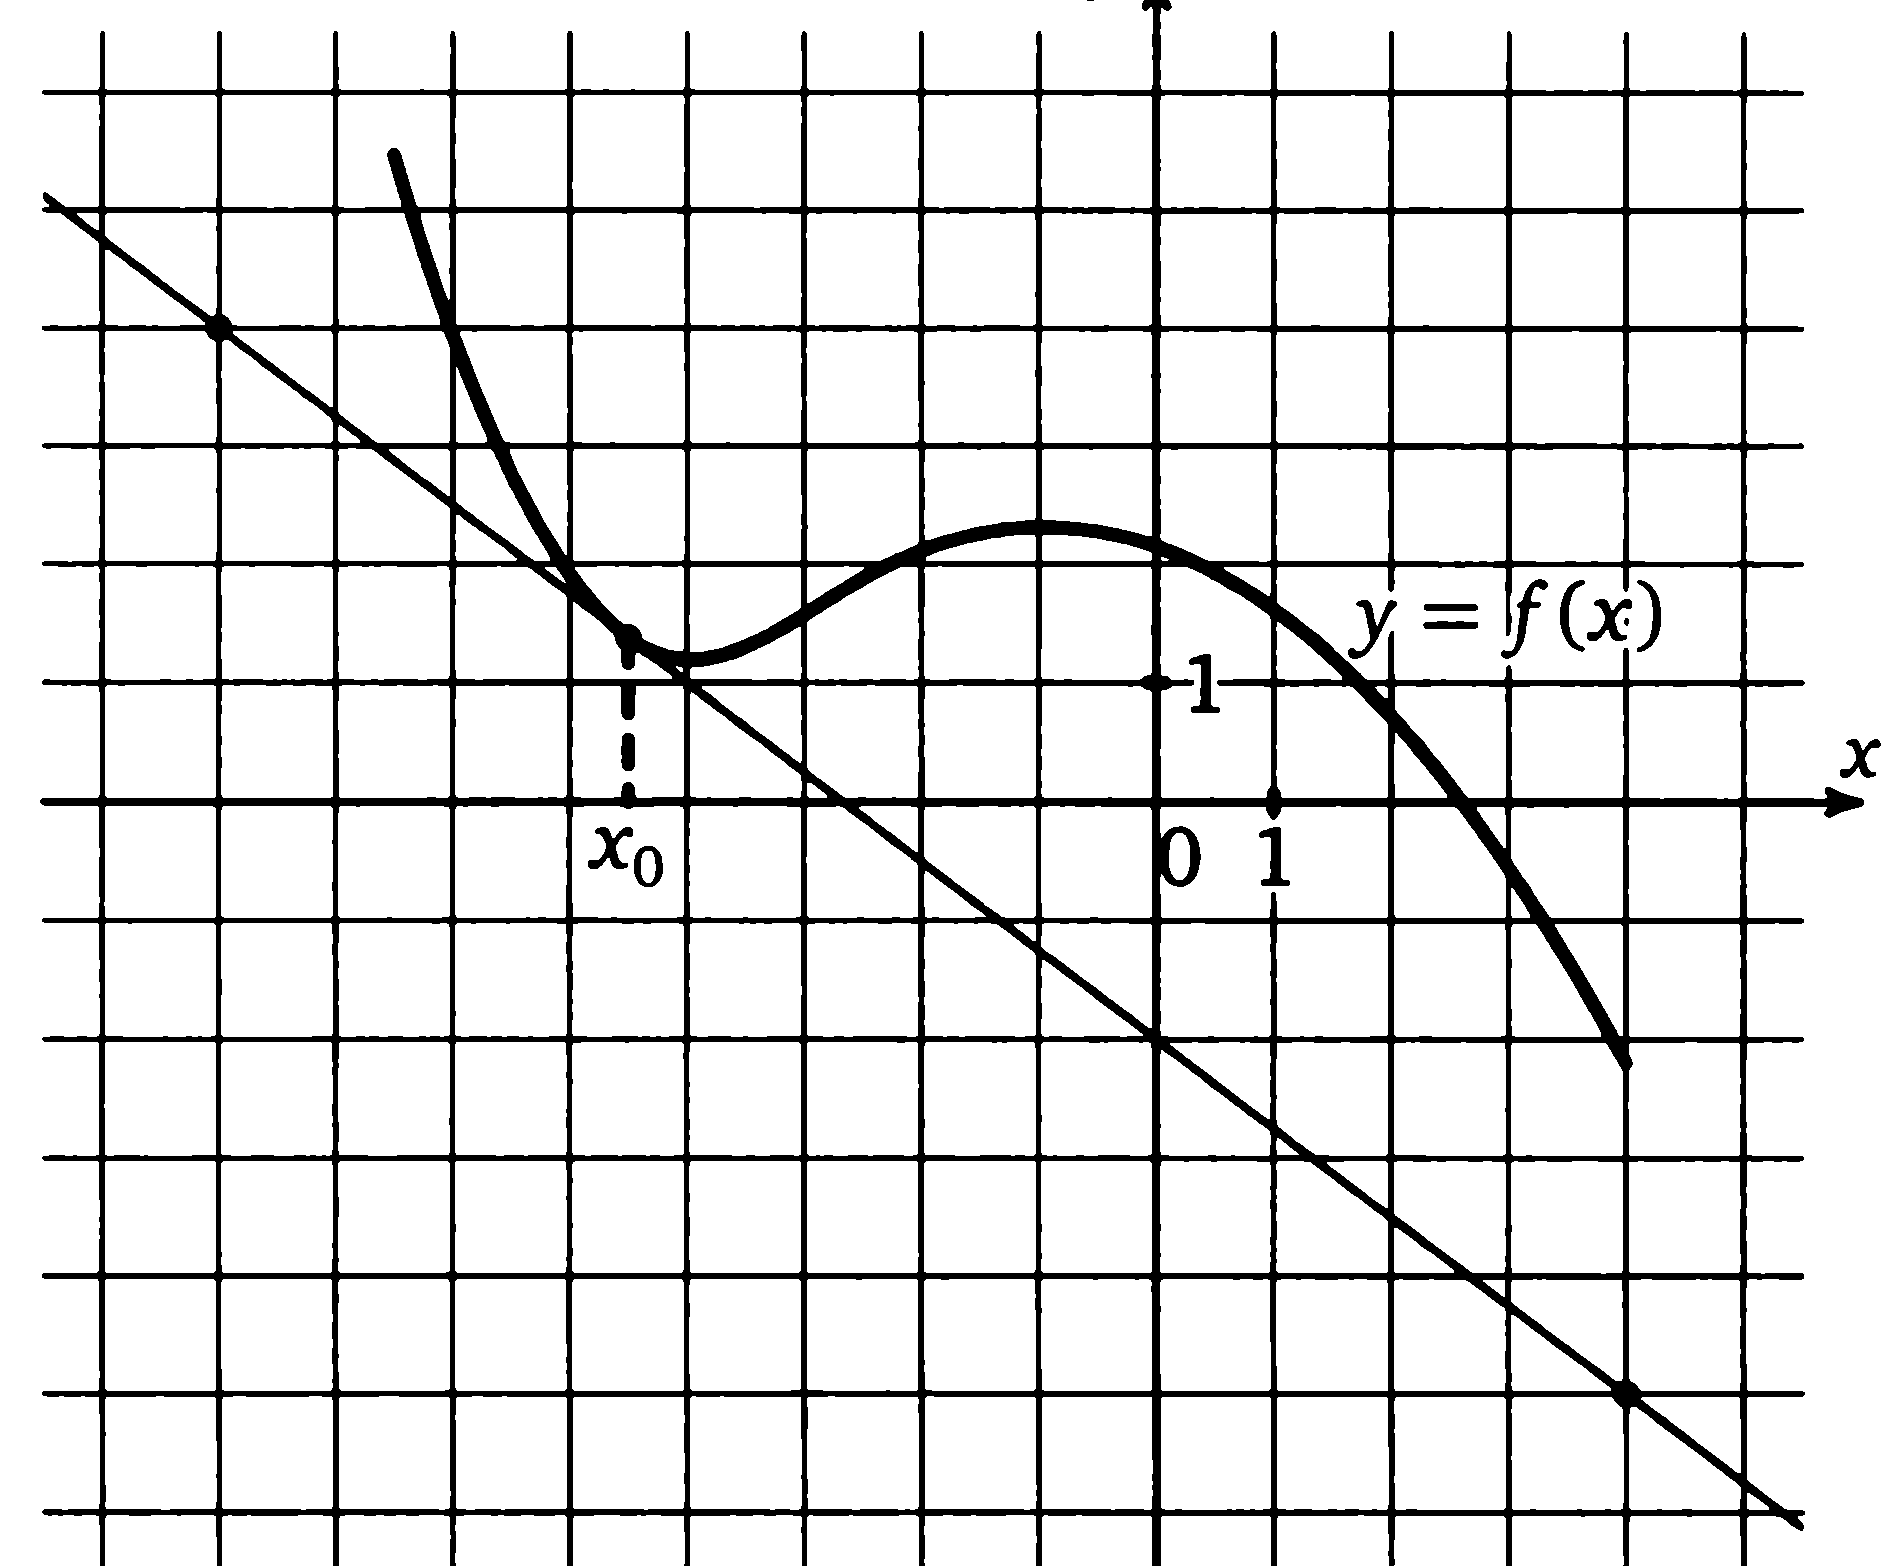 y = f(x)
1
x
x₀
0
1